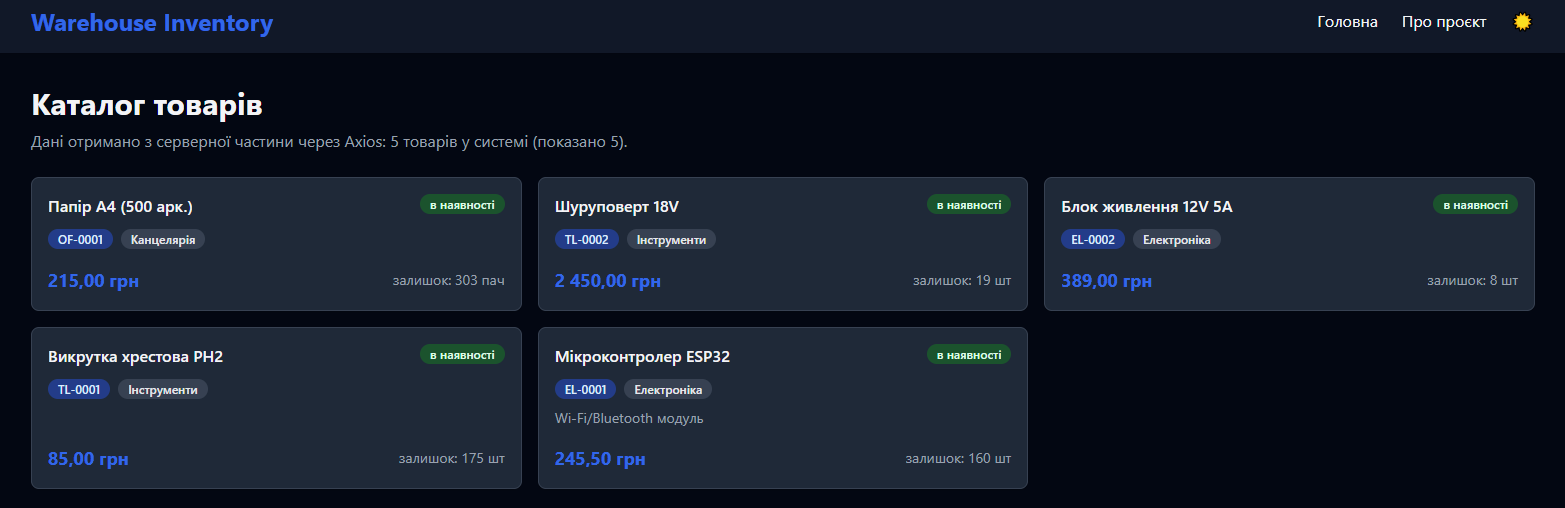 Warehouse Inventory
Головна Про проєкт
Каталог товарів
Дані отримано з серверної частини через Axios: 5 товарів у системі (показано 5).
Папір А4 (500 арк.) в наявності
OF-0001 Канцелярія
215,00 грн залишок: 303 пач
Шуруповерт 18V в наявності
TL-0002 Інструменти
2 450,00 грн залишок: 19 шт
Блок живлення 12V 5A в наявності
EL-0002 Електроніка
389,00 грн залишок: 8 шт
Викрутка хрестова PH2 в наявності
TL-0001 Інструменти
85,00 грн залишок: 175 шт
Мікроконтролер ESP32 в наявності
EL-0001 Електроніка
Wi-Fi/Bluetooth модуль
245,50 грн залишок: 160 шт